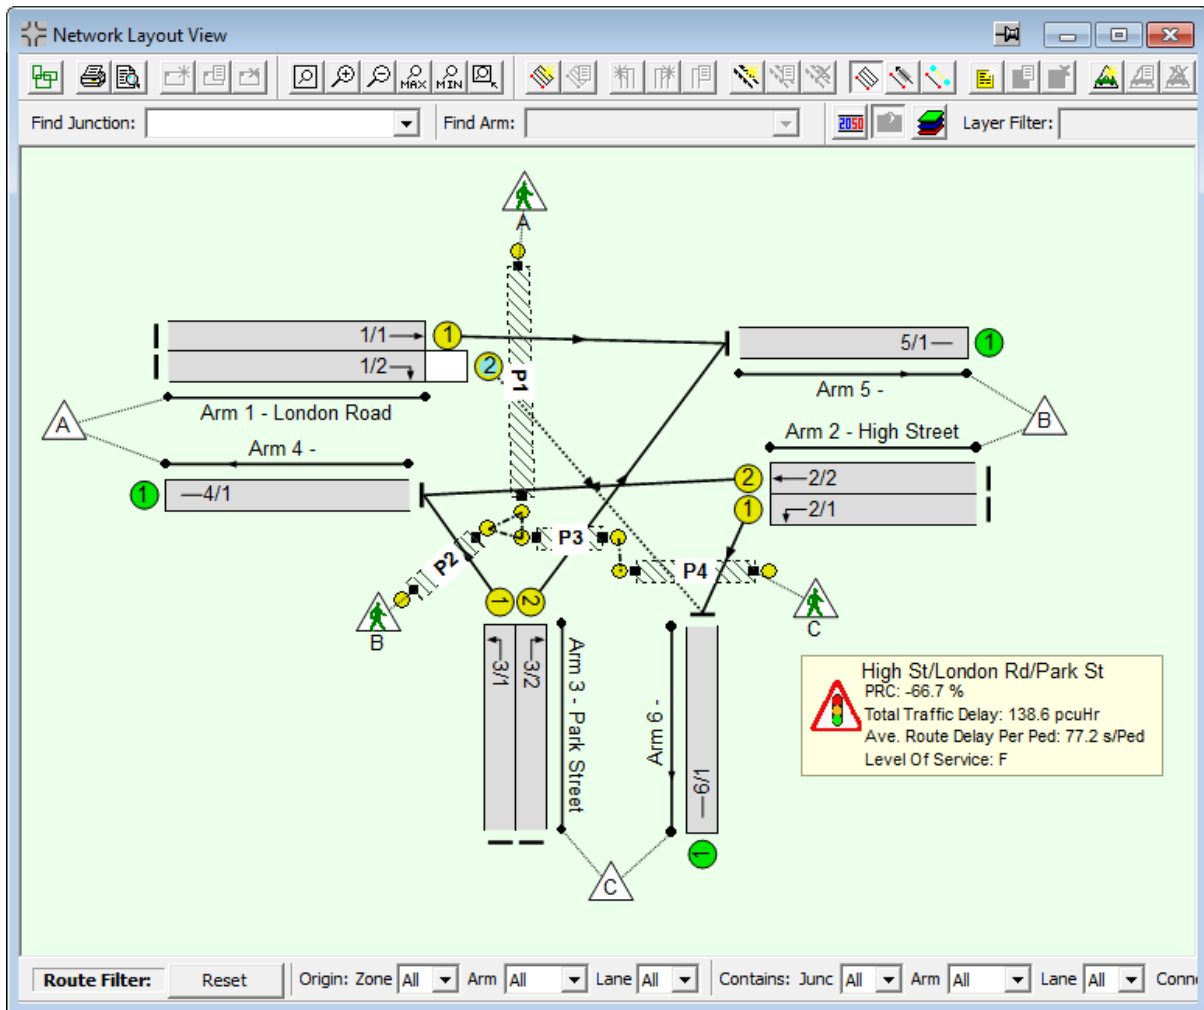 Network Layout View
MAX MIN
Find Junction: Find Arm: 2050 Layer Filter:
A
1/1 1
1/2 2
P1
5/1 1
Arm 5 -
Arm 1 - London Road
A
B
Arm 4 -
Arm 2 - High Street
1 4/1
2 2/2
1 2/1
P3
P2
P4
B
1 2
C
3/1
3/2
Arm 3 - Park Street
Arm 6 -
6/1
1
C
High St/London Rd/Park St
PRC: -66.7 %
Total Traffic Delay: 138.6 pcuHr
Ave. Route Delay Per Ped: 77.2 s/Ped
Level Of Service: F
Route Filter: Reset Origin: Zone All Arm All Lane All Contains: Junc All Arm All Lane All Conne